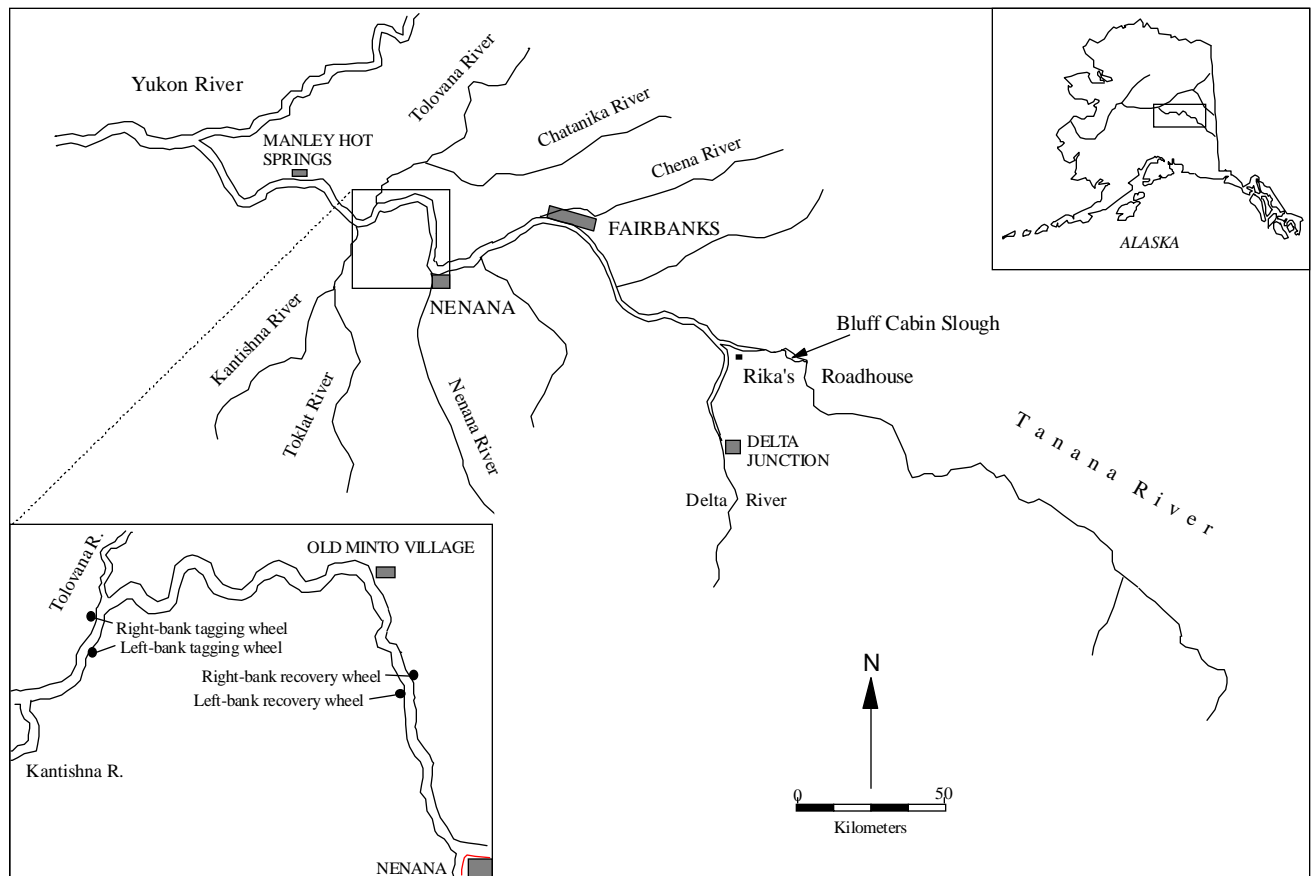 Yukon River
Tolovana River
Chatanika River
Chena River
MANLEY HOT
SPRINGS
FAIRBANKS
NENANA
Kantishna River
Toklat River
Nenana River
Bluff Cabin Slough
Rika's Roadhouse
DELTA
JUNCTION
Delta River
Tanana River
ALASKA
OLD MINTO VILLAGE
Tolovana R.
Right-bank tagging wheel
Left-bank tagging wheel
Right-bank recovery wheel
Left-bank recovery wheel
Kantishna R.
NENANA
N
0 50
Kilometers